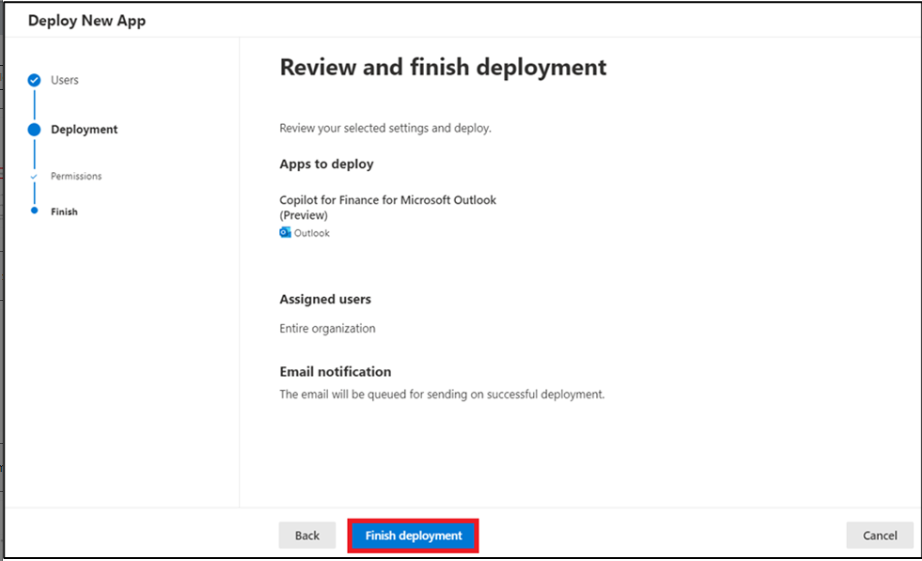 Deploy New App
Users
Deployment
Permissions
Finish
Review and finish deployment
Review your selected settings and deploy.
Apps to deploy
Copilot for Finance for Microsoft Outlook
(Preview)
Outlook
Assigned users
Entire organization
Email notification
The email will be queued for sending on successful deployment.
Back
Finish deployment
Cancel